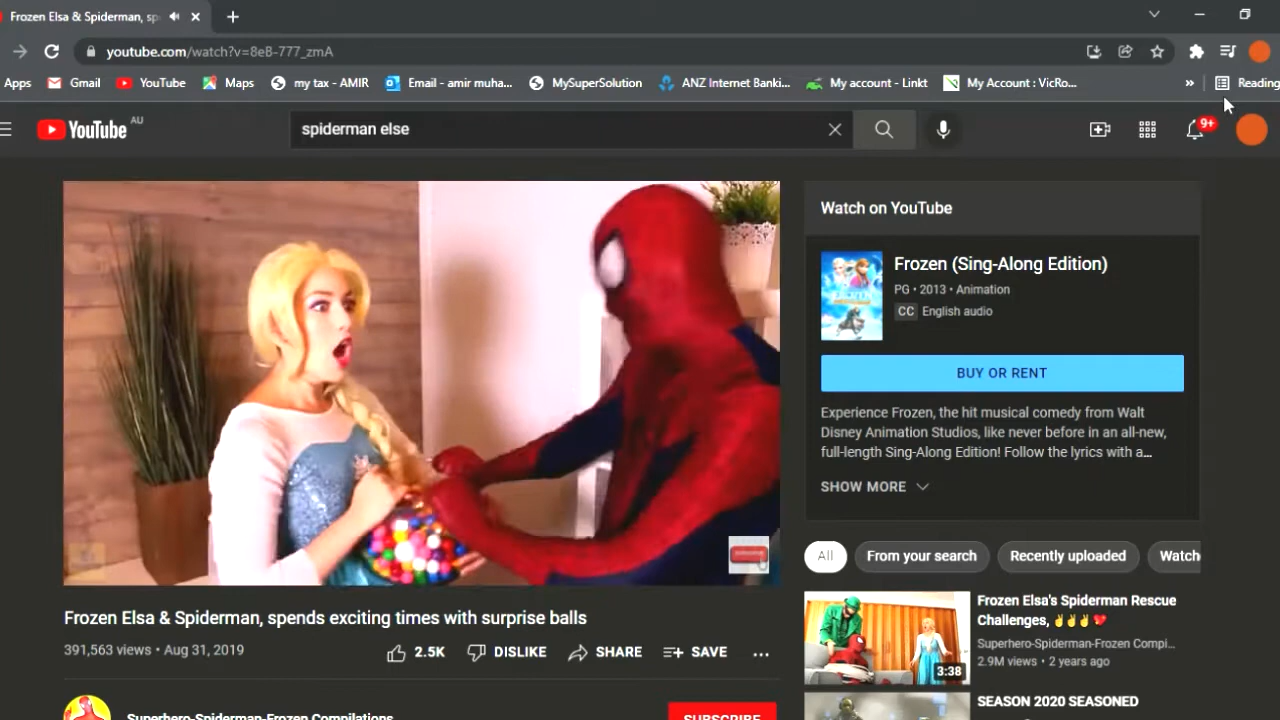 Frozen Elsa & Spiderman, sp
youtube.com/watch?v=8eB-777_zmA
Apps
Gmail
YouTube
Maps
my tax - AMIR
Email - amir muha...
MySuperSolution
ANZ Internet Banki...
My account - Linkt
My Account : VicRo...
»
Reading
YouTube AU
spiderman else
9+
Watch on YouTube
Frozen (Sing-Along Edition)
PG • 2013 • Animation
CC English audio
BUY OR RENT
Experience Frozen, the hit musical comedy from Walt
Disney Animation Studios, like never before in an all-new,
full-length Sing-Along Edition! Follow the lyrics with a...
SHOW MORE
All
From your search
Recently uploaded
Watch
Frozen Elsa & Spiderman, spends exciting times with surprise balls
391,563 views • Aug 31, 2019
2.5K
DISLIKE
SHARE
SAVE
...
Superhero-Spiderman-Frozen Compilations
SUBSCRIBE
Frozen Elsa's Spiderman Rescue
Challenges, ✌✌✌💖
Superhero-Spiderman-Frozen Compi...
2.9M views • 2 years ago
3:38
SEASON 2020 SEASONED